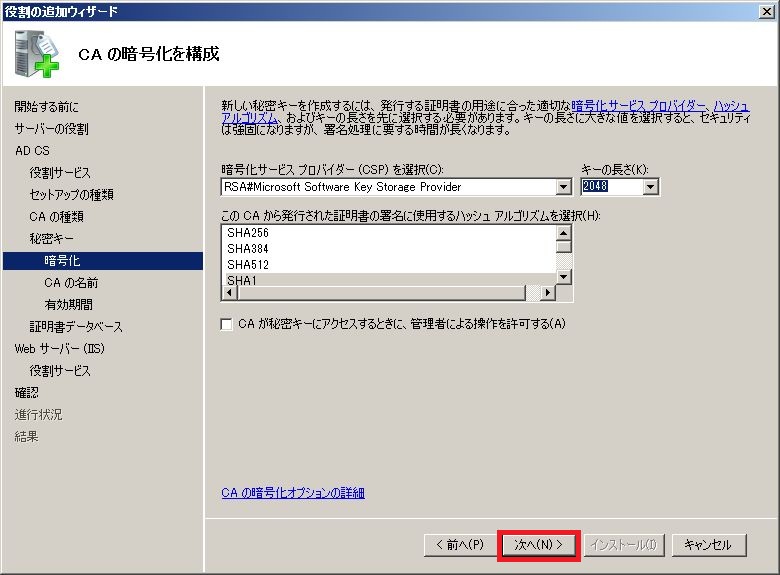 役割の追加ウィザード
CA の暗号化を構成
開始する前に
サーバーの役割
AD CS
役割サービス
セットアップの種類
CA の種類
秘密キー
暗号化
CA の名前
有効期間
証明書データベース
Web サーバー (IIS)
役割サービス
確認
進行状況
結果
新しい秘密キーを作成するには、発行する証明書の用途に合った適切な暗号化サービス プロバイダー、ハッシュ
アルゴリズム、およびキーの長さを先に選択する必要があります。キーの長さに大きな値を選択すると、セキュリティ
は強固になりますが、署名処理に要する時間が長くなります。
暗号化サービス プロバイダー (CSP) を選択(C):
キーの長さ(K):
RSA#Microsoft Software Key Storage Provider
2048
この CA から発行された証明書の署名に使用するハッシュ アルゴリズムを選択(H):
SHA256
SHA384
SHA512
SHA1
CA が秘密キーにアクセスするときに、管理者による操作を許可する(A)
CA の暗号化オプションの詳細
< 前へ(P)
次へ(N) >
インストール(I)
キャンセル